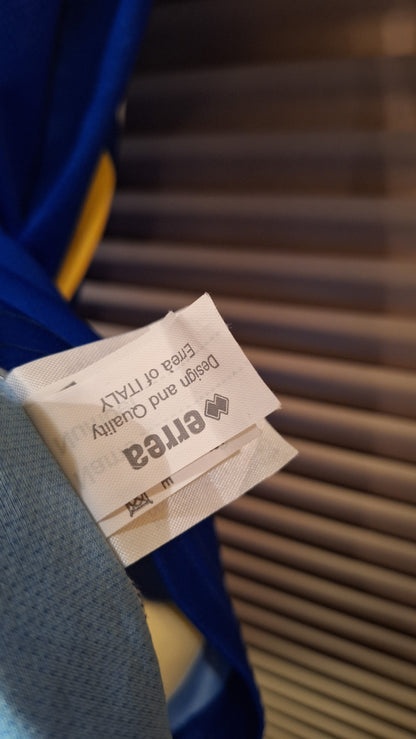 errea
Design and Quality
Erreà of ITALY